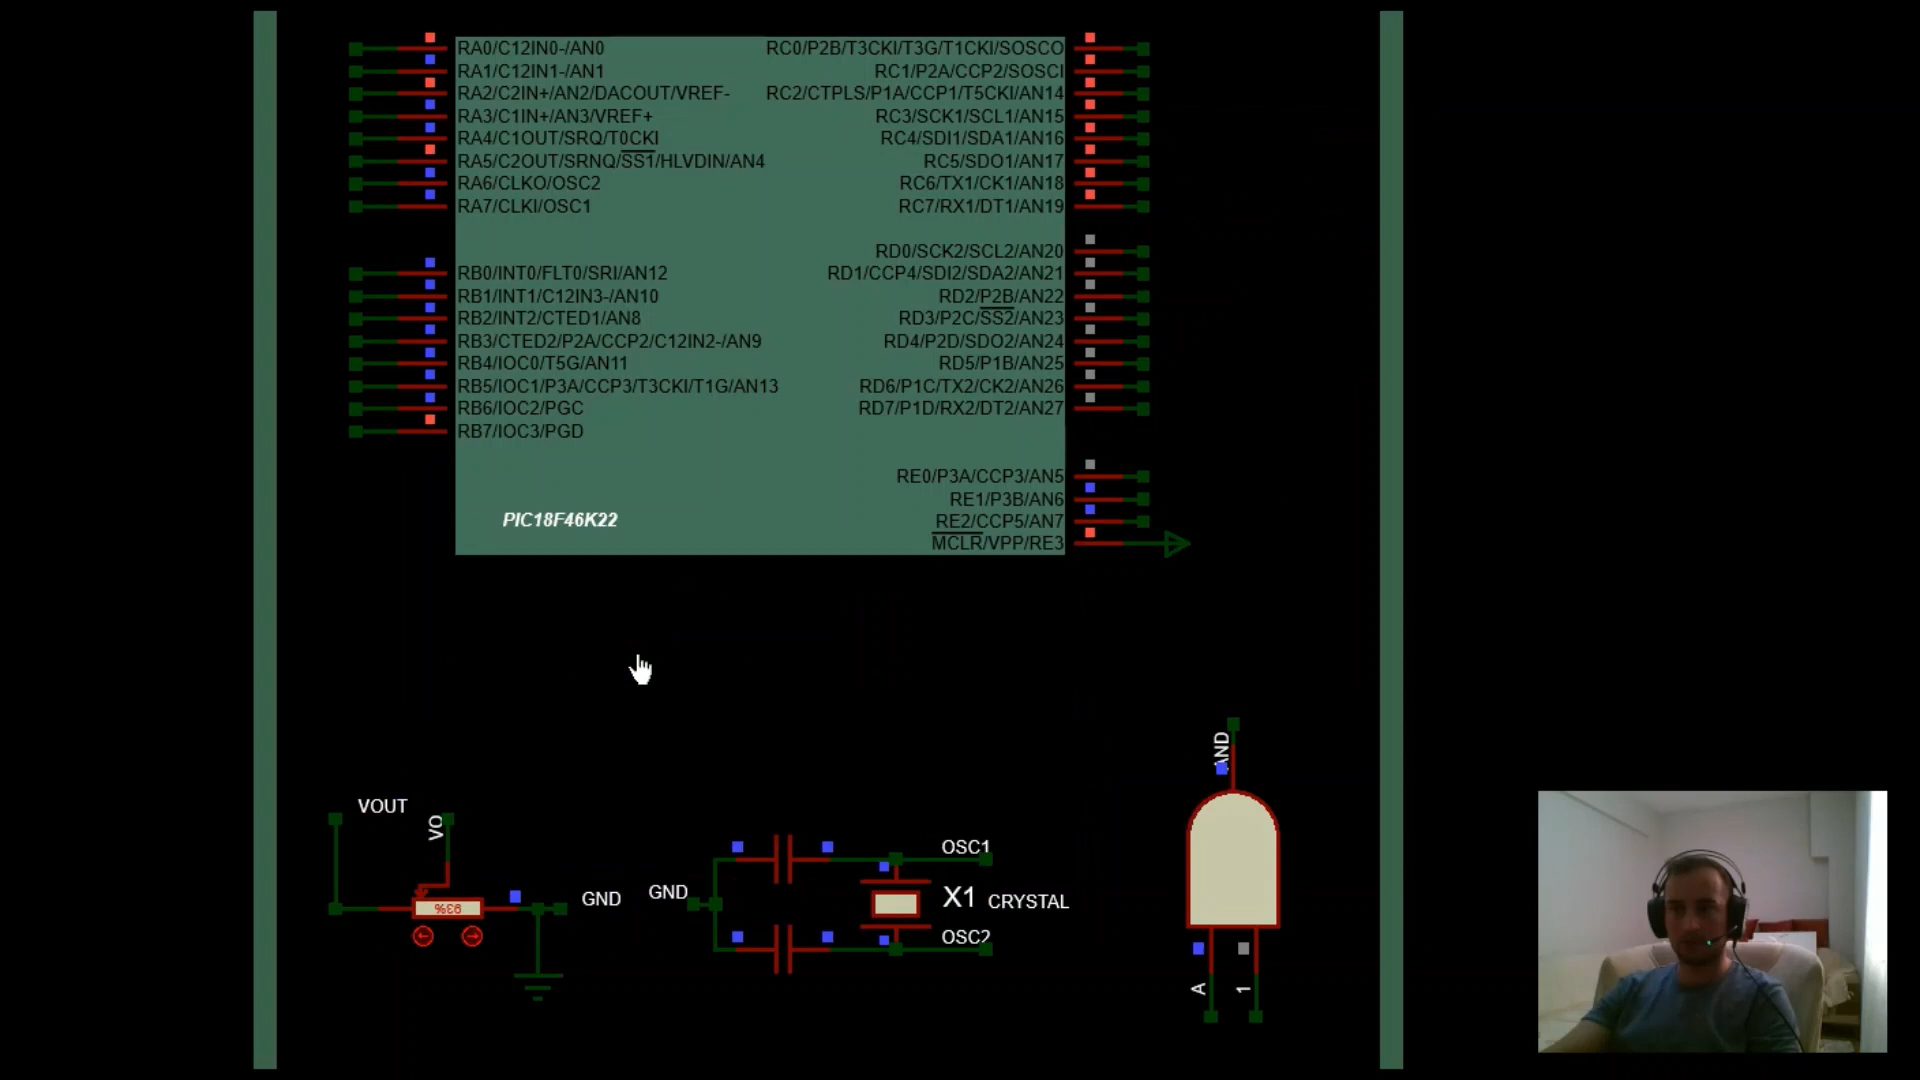 RA0/C12IN0-/AN0
RA1/C12IN1-/AN1
RA2/C2IN+/AN2/DACOUT/VREF-
RA3/C1IN+/AN3/VREF+
RA4/C1OUT/SRQ/T0CKI
RA5/C2OUT/SRNQ/SS1/HLVDIN/AN4
RA6/CLKO/OSC2
RA7/CLKI/OSC1
RB0/INT0/FLT0/SRI/AN12
RB1/INT1/C12IN3-/AN10
RB2/INT2/CTED1/AN8
RB3/CTED2/P2A/CCP2/C12IN2-/AN9
RB4/IOC0/T5G/AN11
RB5/IOC1/P3A/CCP3/T3CKI/T1G/AN13
RB6/IOC2/PGC
RB7/IOC3/PGD
RC0/P2B/T3CKI/T3G/T1CKI/SOSCO
RC1/P2A/CCP2/SOSCI
RC2/CTPLS/P1A/CCP1/T5CKI/AN14
RC3/SCK1/SCL1/AN15
RC4/SDI1/SDA1/AN16
RC5/SDO1/AN17
RC6/TX1/CK1/AN18
RC7/RX1/DT1/AN19
RD0/SCK2/SCL2/AN20
RD1/CCP4/SDI2/SDA2/AN21
RD2/P2B/AN22
RD3/P2C/SS2/AN23
RD4/P2D/SDO2/AN24
RD5/P1B/AN25
RD6/P1C/TX2/CK2/AN26
RD7/P1D/RX2/DT2/AN27
RE0/P3A/CCP3/AN5
RE1/P3B/AN6
RE2/CCP5/AN7
MCLR/VPP/RE3
PIC18F46K22
VOUT
VO
93%
GND
GND
OSC1
X1 CRYSTAL
OSC2
AND
A
1